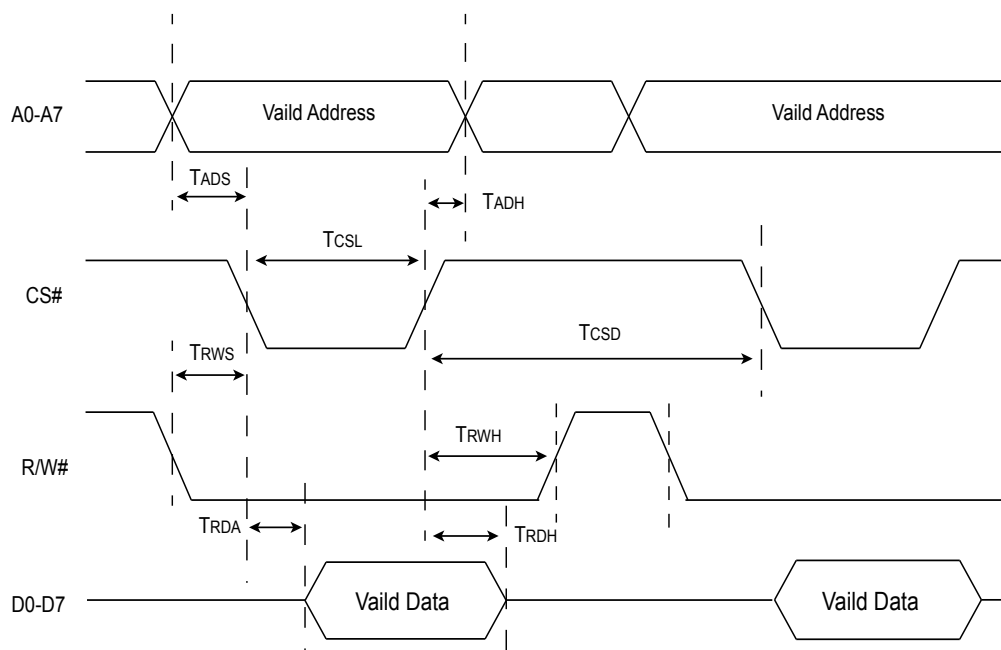 A0-A7
Vaild Address
Vaild Address
TADS
TADH
TCSL
CS#
TCSD
TRWS
TRWH
R/W#
TRDA
TRDH
D0-D7
Vaild Data
Vaild Data